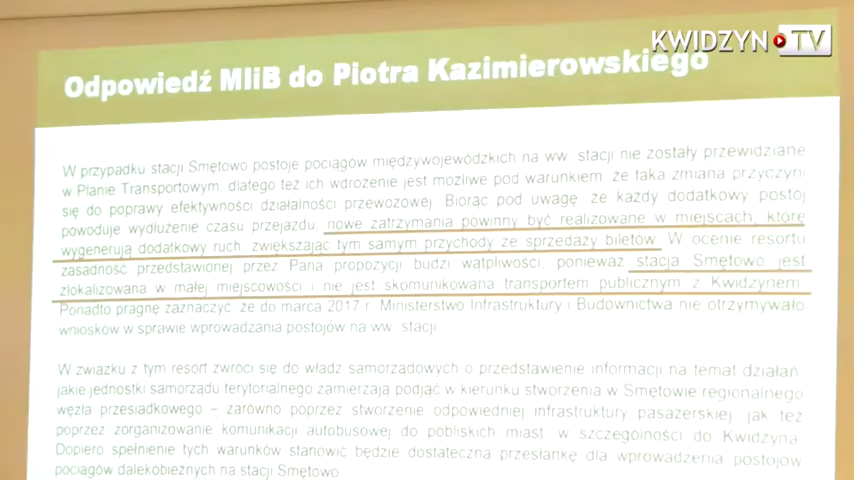 KWIDZYN TV
Odpowiedź MIiB do Piotra Kazimierowskiego
W przypadku stacji Smętowo postoje pociągów międzywojewódzkich na ww. stacji nie zostały przewidziane
w Planie Transportowym, dlatego też ich wdrożenie jest możliwe pod warunkiem, że taka zmiana przyczyni
się do poprawy efektywności działalności przewozowej. Biorąc pod uwagę, że każdy dodatkowy postój
powoduje wydłużenie czasu przejazdu, nowe zatrzymania powinny być realizowane w miejscach, które
wygenerują dodatkowy ruch zwiększając tym samym przychody ze sprzedaży biletów. W ocenie resortu
zasadność przedstawionej przez Pana propozycji budzi wątpliwości, ponieważ stacja Smętowo jest
zlokalizowana w małej miejscowości i nie jest skomunikowana transportem publicznym z Kwidzynem.
Ponadto pragnę zaznaczyć, że do marca 2017 r. Ministerstwo Infrastruktury i Budownictwa nie otrzymywało
wniosków w sprawie wprowadzania postojów na ww. stacji.
W związku z tym resort zwróci się do władz samorządowych o przedstawienie informacji na temat działań,
jakie jednostki samorządu terytorialnego zamierzają podjąć w kierunku stworzenia w Smętowie regionalnego
węzła przesiadkowego – zarówno poprzez stworzenie odpowiedniej infrastruktury pasażerskiej, jak też
poprzez zorganizowanie komunikacji autobusowej do pobliskich miast, w szczególności do Kwidzyna.
Dopiero spełnienie tych warunków stanowić będzie dostateczną przesłankę dla wprowadzenia postojów
pociągów dalekobieżnych na stacji Smętowo.